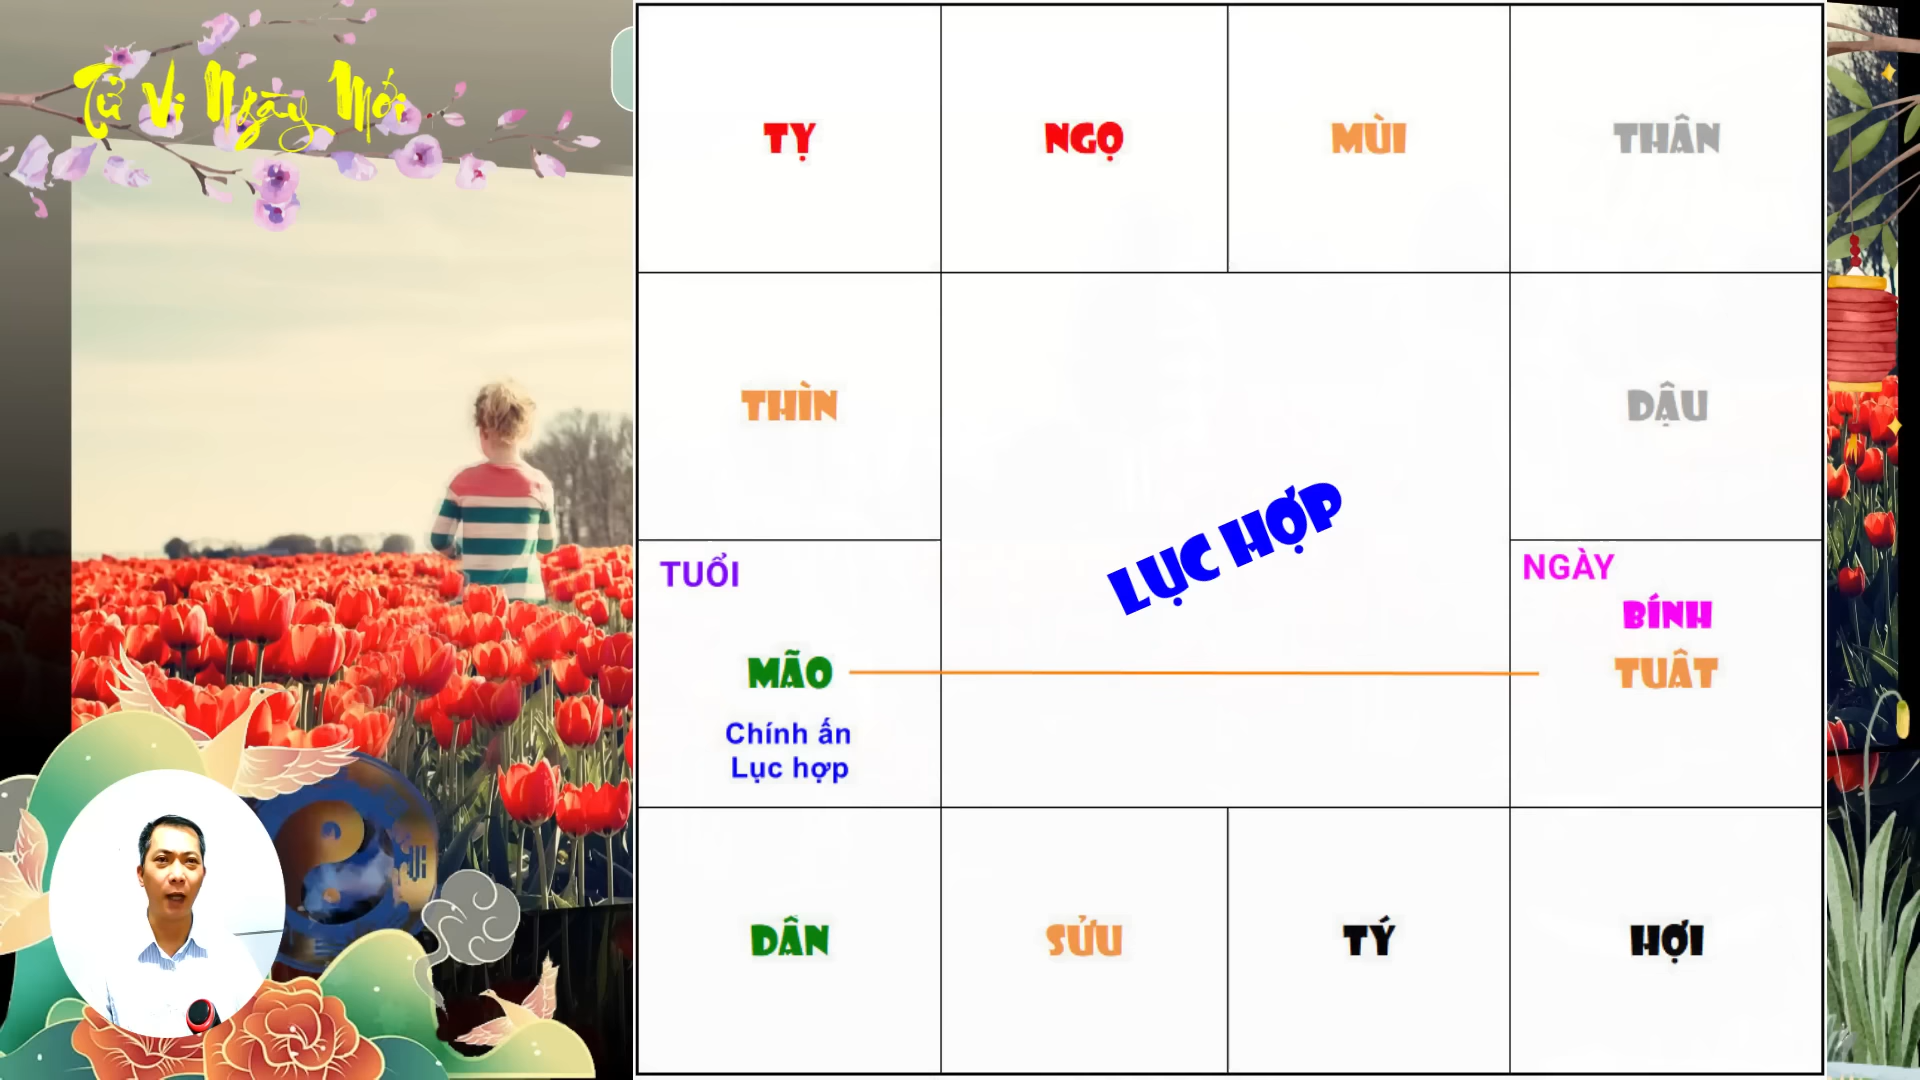 Tử Vi Ngày Mới
TỴ
NGỌ
MÙI
THÂN
THÌN
DẬU
LỤC HỢP
TUỔI
MÃO
Chính ấn
Lục hợp
NGÀY
BÍNH
TUẤT
DẦN
SỬU
TÝ
HỢI